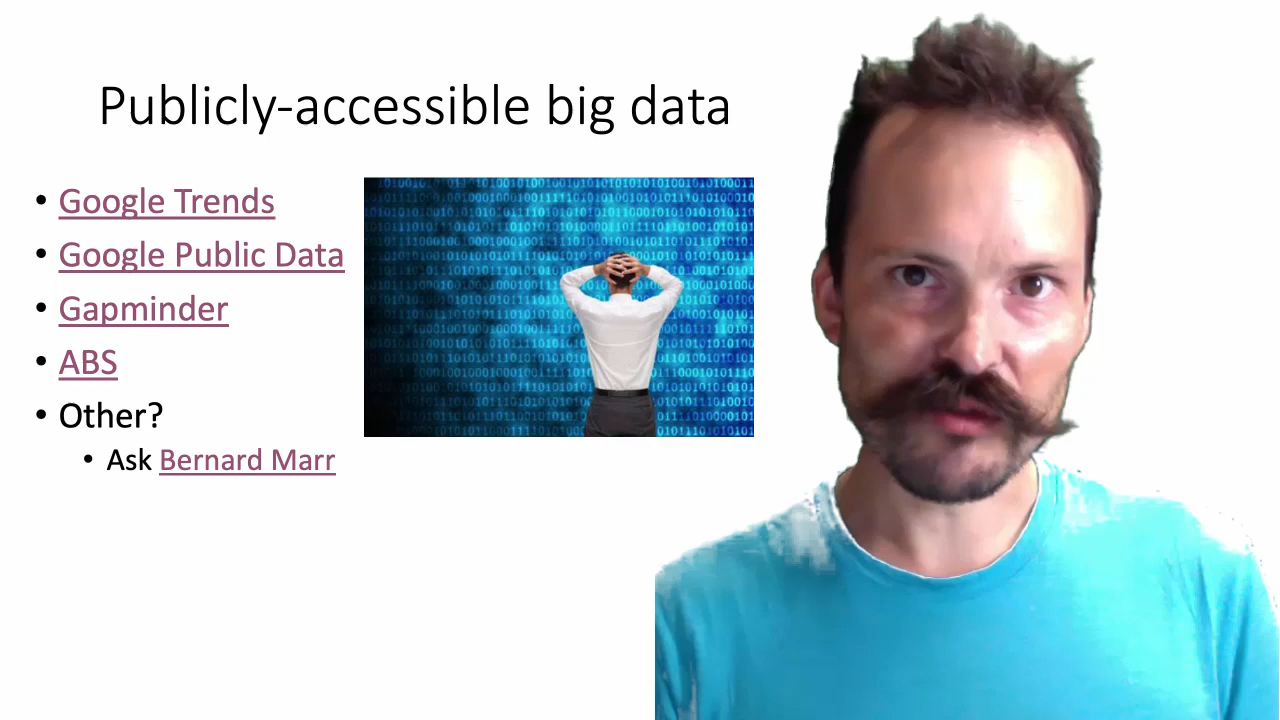 Publicly-accessible big data
• Google Trends
• Google Public Data
• Gapminder
• ABS
• Other?
• Ask Bernard Marr